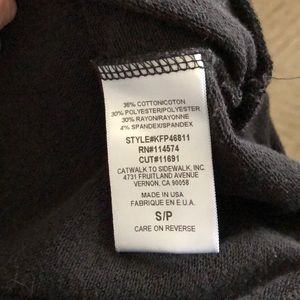 36% COTTON/COTON
30% POLYESTER/POLYESTER
30% RAYON/RAYONNE
4% SPANDEX/SPANDEX
STYLE#KFP46811
RN#114574
CUT#11691
CATWALK TO SIDEWALK, INC.
4731 FRUITLAND AVENUE
VERNON, CA 90058
MADE IN USA
FABRIQUE EN E.U.A.
S/P
CARE ON REVERSE